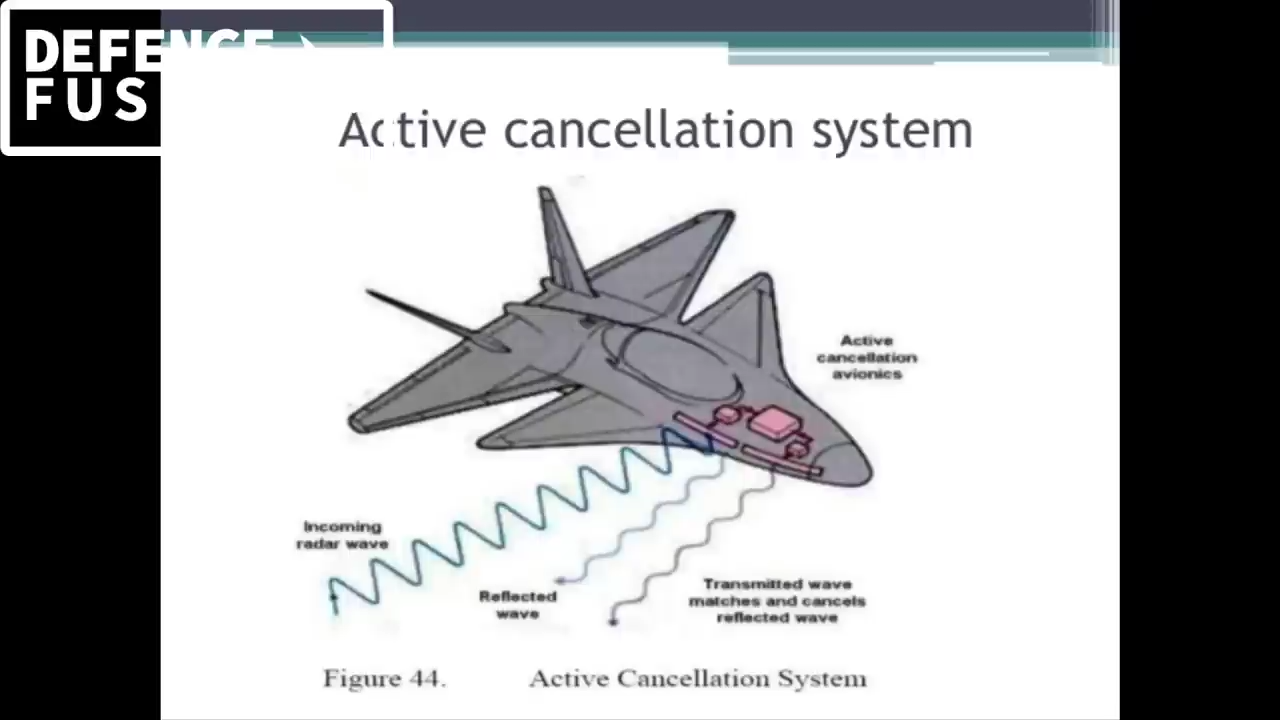 DEFENCE
FUS
Active cancellation system
Active
cancellation
avionics
Incoming
radar wave
Reflected
wave
Transmitted wave
matches and cancels
reflected wave
Figure 44. Active Cancellation System